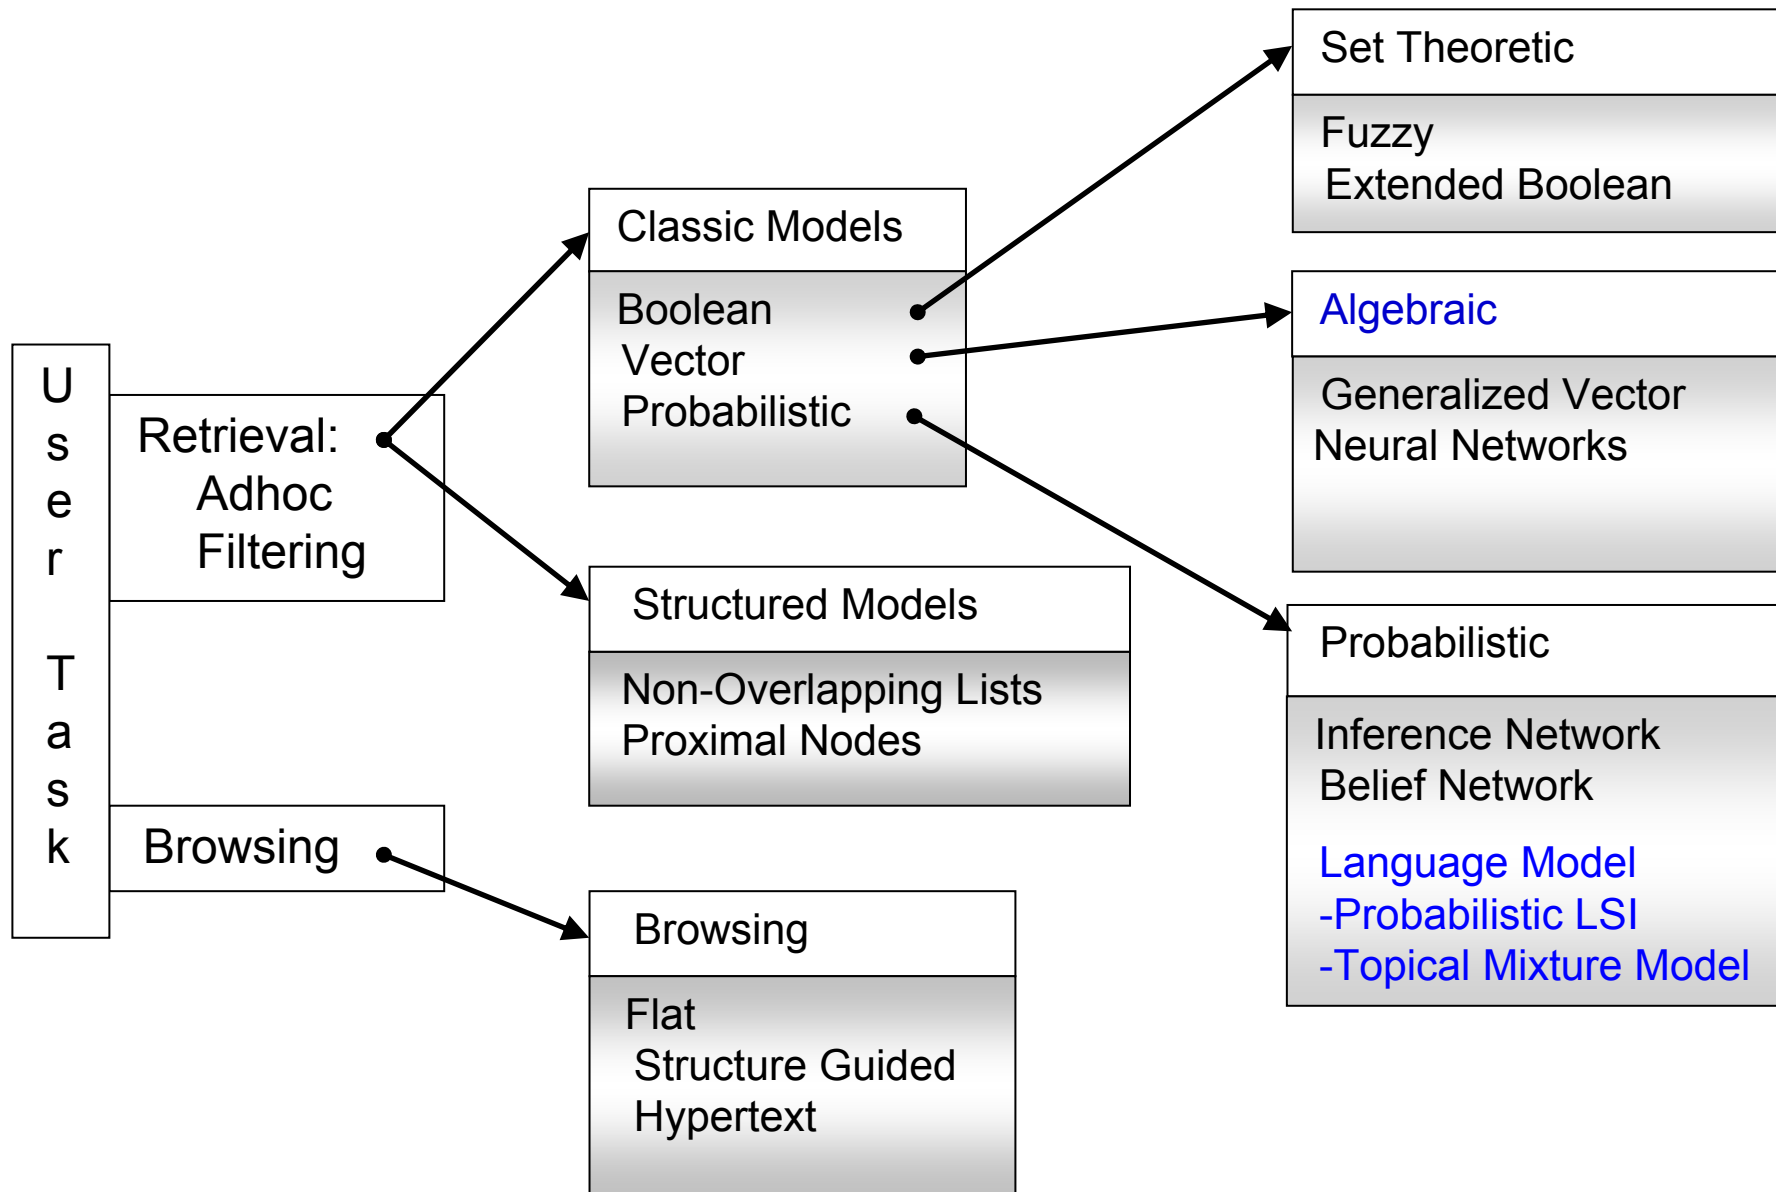 User Task
Retrieval:
Adhoc
Filtering
Browsing
Classic Models
Boolean
Vector
Probabilistic
Structured Models
Non-Overlapping Lists
Proximal Nodes
Browsing
Flat
Structure Guided
Hypertext
Set Theoretic
Fuzzy
Extended Boolean
Algebraic
Generalized Vector
Neural Networks
Probabilistic
Inference Network
Belief Network
Language Model
-Probabilistic LSI
-Topical Mixture Model